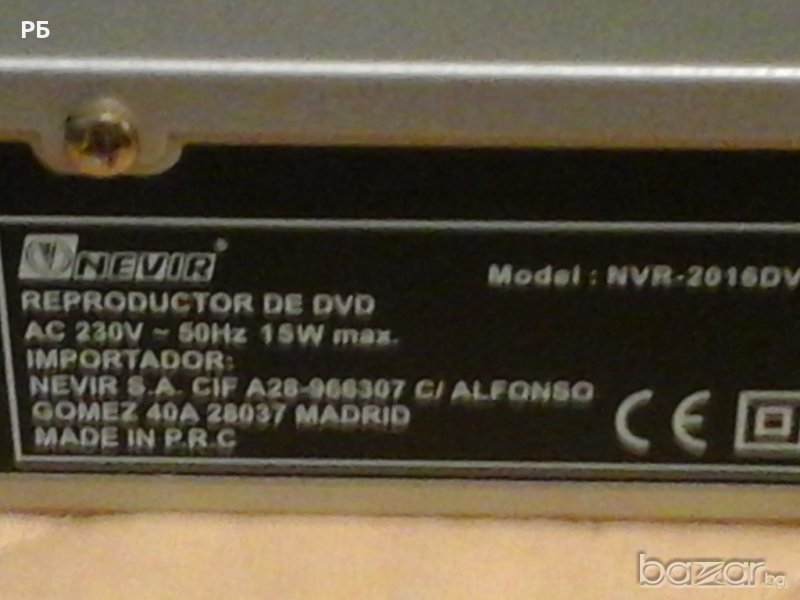 РБ
NEVIR®
Model : NVR-2016DV
REPRODUCTOR DE DVD
AC 230V ~ 50Hz 15W max.
IMPORTADOR:
NEVIR S.A. CIF A28-966307 C/ ALFONSO
GOMEZ 40A 28037 MADRID
MADE IN P.R.C
CE
bazar.bg